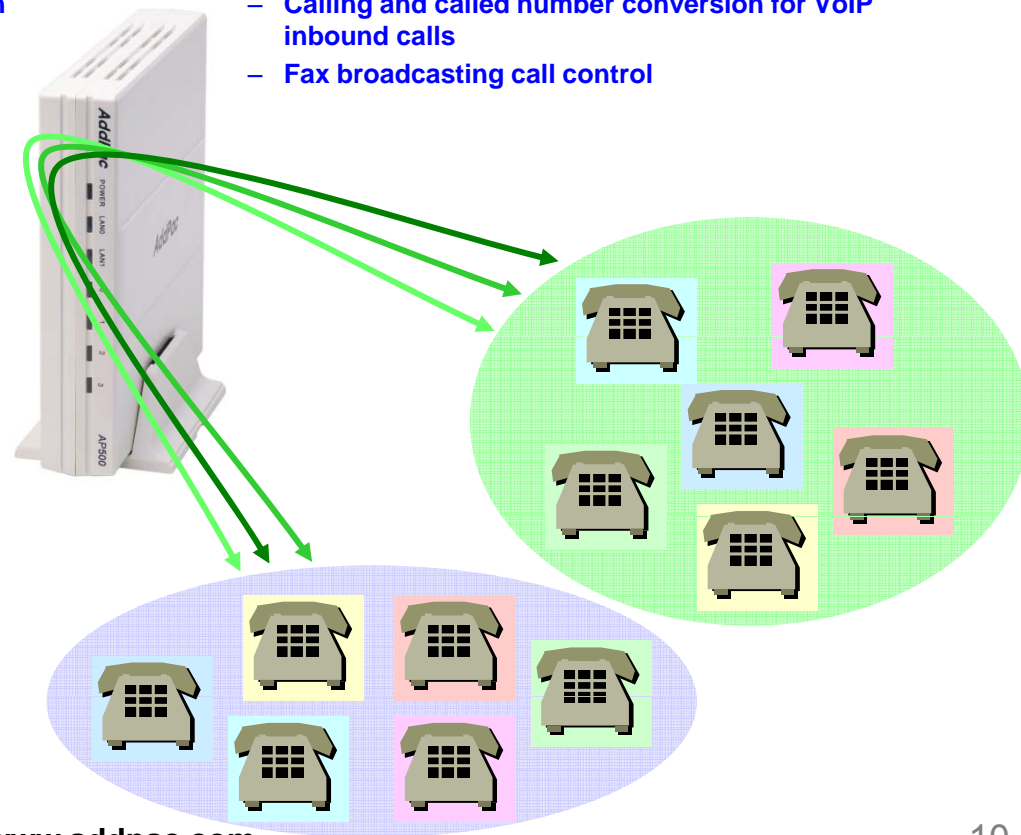 – Calling and called number conversion for VoIP
inbound calls
– Fax broadcasting call control
POWER
LAN0
LAN1
1
2
3
AP500
AddPac
10